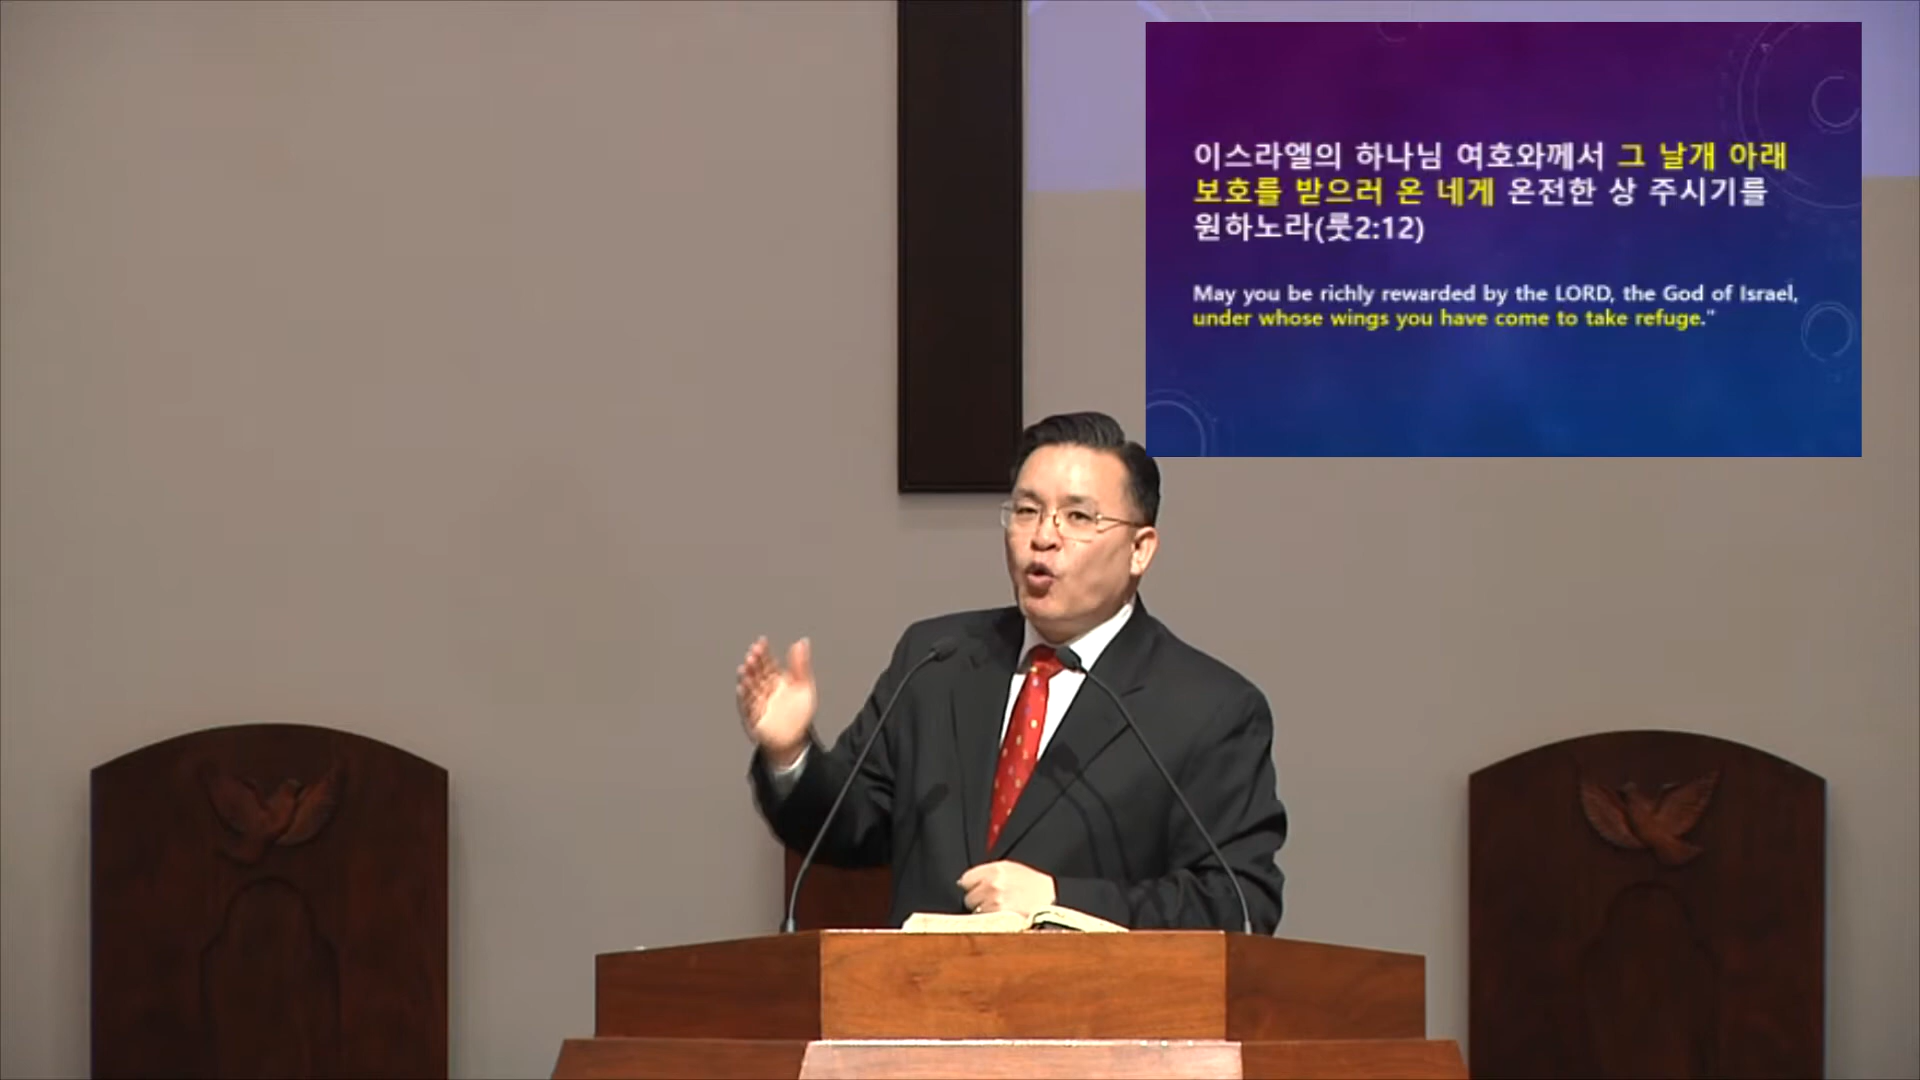 이스라엘의 하나님 여호와께서 그 날개 아래
보호를 받으러 온 네게 온전한 상 주시기를
원하노라(룻2:12)
May you be richly rewarded by the LORD, the God of Israel,
under whose wings you have come to take refuge."